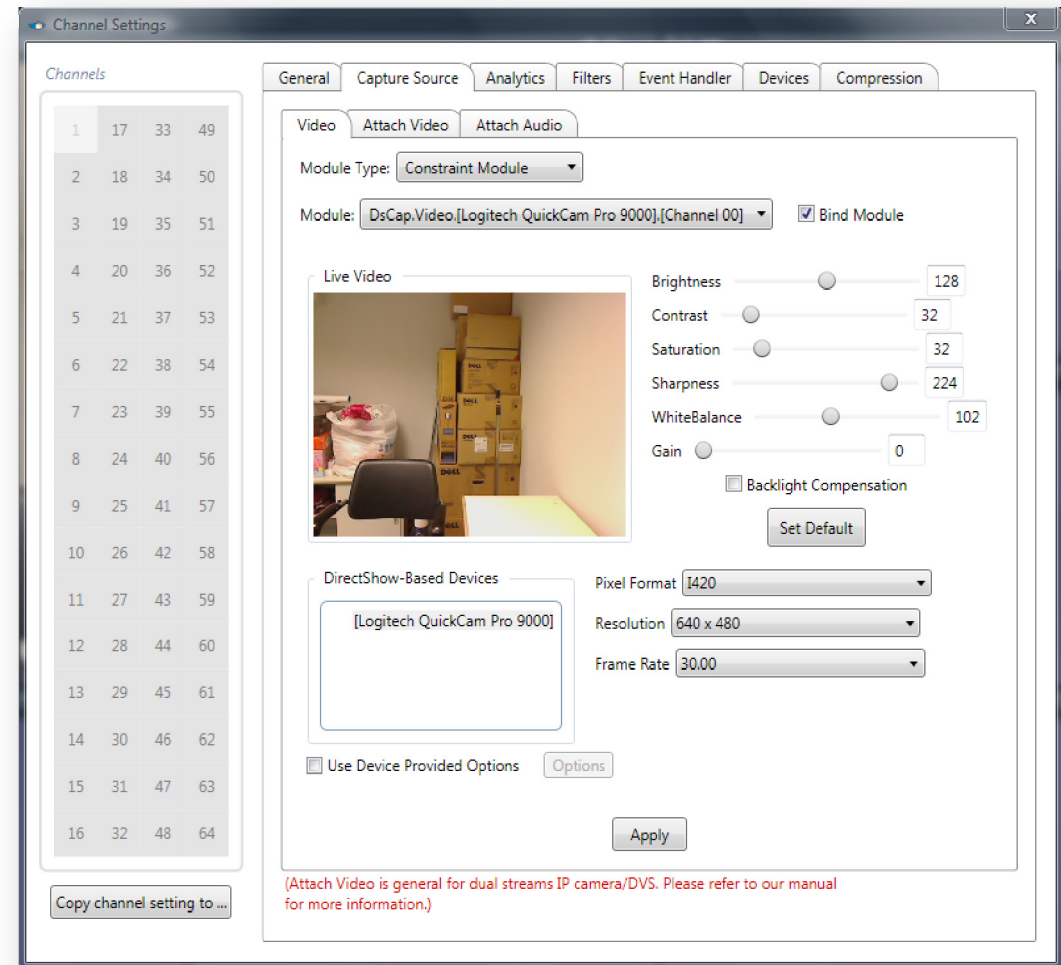 Channel Settings
X
Channels
1 17 33 49
2 18 34 50
3 19 35 51
4 20 36 52
5 21 37 53
6 22 38 54
7 23 39 55
8 24 40 56
9 25 41 57
10 26 42 58
11 27 43 59
12 28 44 60
13 29 45 61
14 30 46 62
15 31 47 63
16 32 48 64
Copy channel setting to ...
General Capture Source Analytics Filters Event Handler Devices Compression
Video Attach Video Attach Audio
Module Type: Constraint Module
Module: DsCap.Video.[Logitech QuickCam Pro 9000].[Channel 00] Bind Module
Live Video
DELL
DELL
DELL
DELL
DELL
Brightness 128
Contrast 32
Saturation 32
Sharpness 224
WhiteBalance 102
Gain 0
Backlight Compensation
Set Default
DirectShow-Based Devices
[Logitech QuickCam Pro 9000]
Pixel Format I420
Resolution 640 x 480
Frame Rate 30.00
Use Device Provided Options Options
Apply
(Attach Video is general for dual streams IP camera/DVS. Please refer to our manual
for more information.)